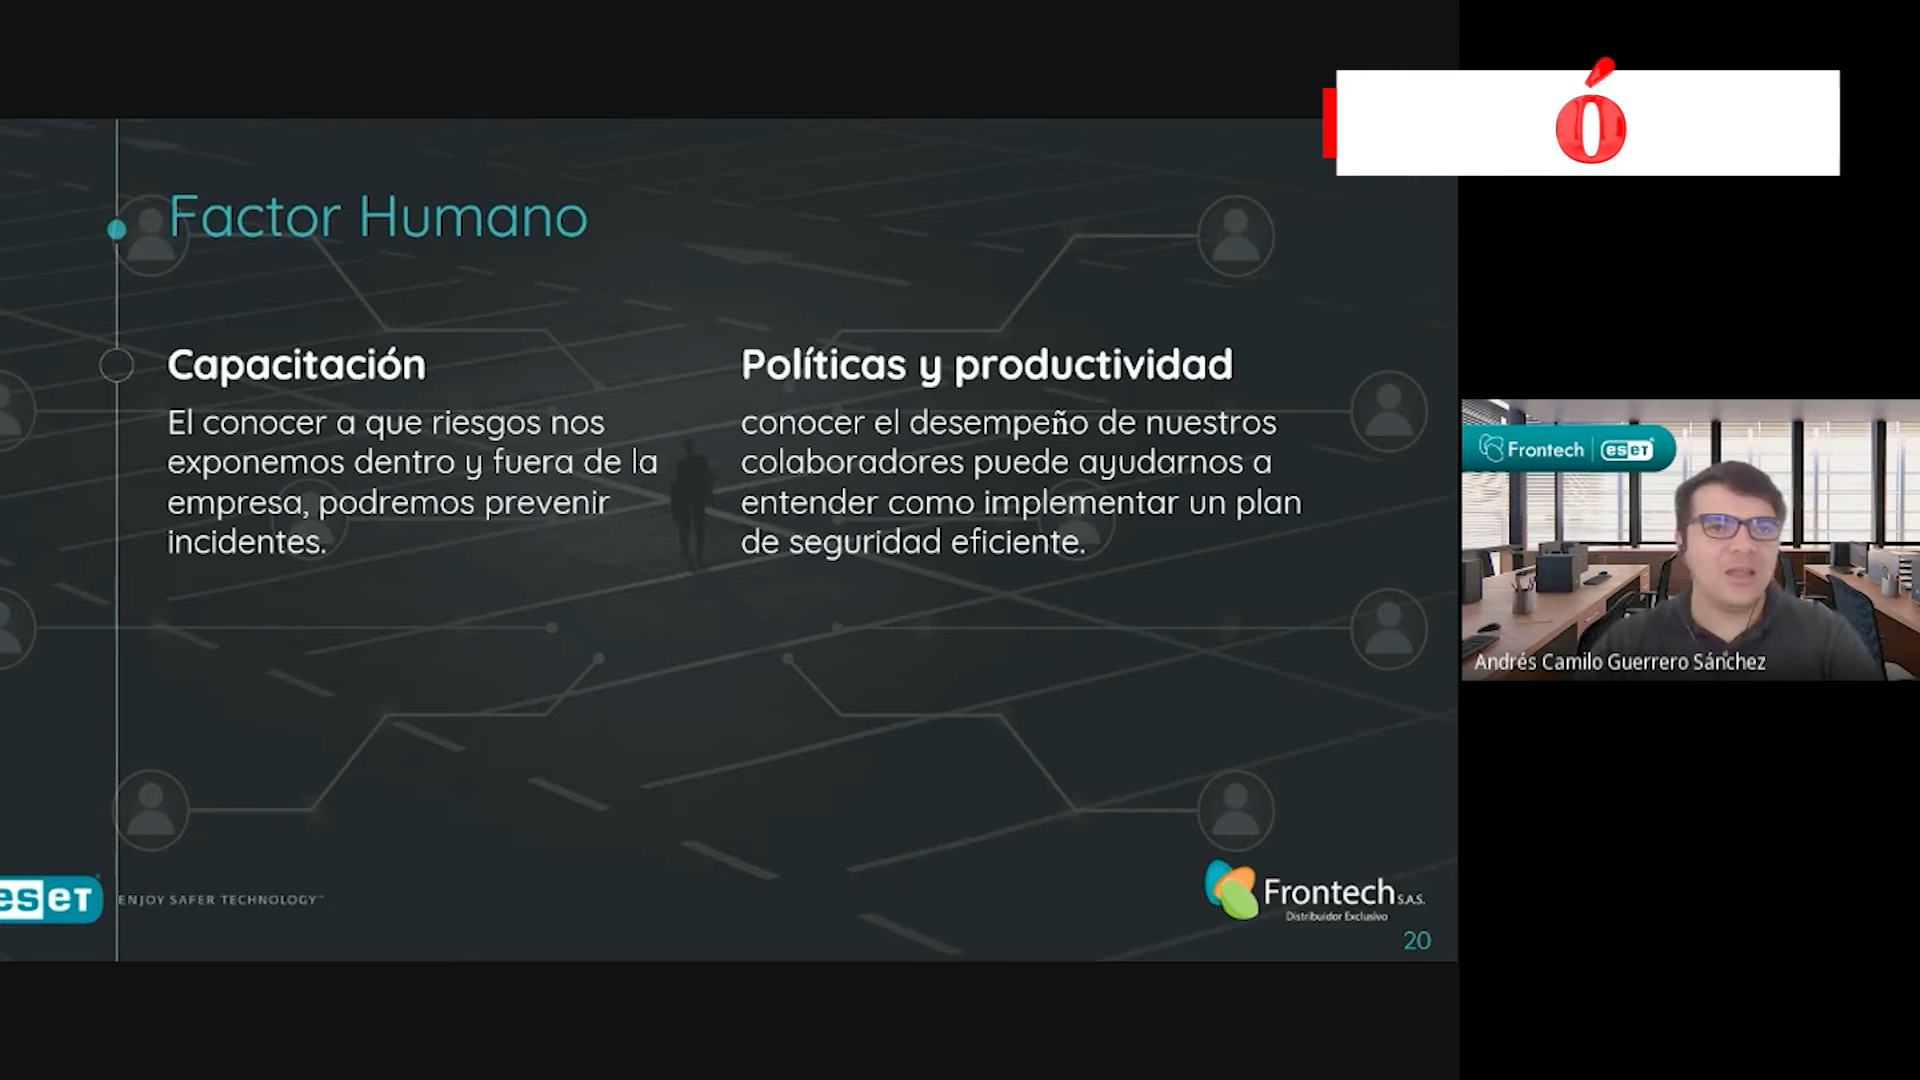 Ó
Factor Humano
Capacitación
El conocer a que riesgos nos
exponemos dentro y fuera de la
empresa, podremos prevenir
incidentes.
Políticas y productividad
conocer el desempeño de nuestros
colaboradores puede ayudarnos a
entender como implementar un plan
de seguridad eficiente.
Frontech eseT
Andrés Camilo Guerrero Sánchez
eseT ENJOY SAFER TECHNOLOGY™
Frontech S.A.S.
Distribuidor Exclusivo
20